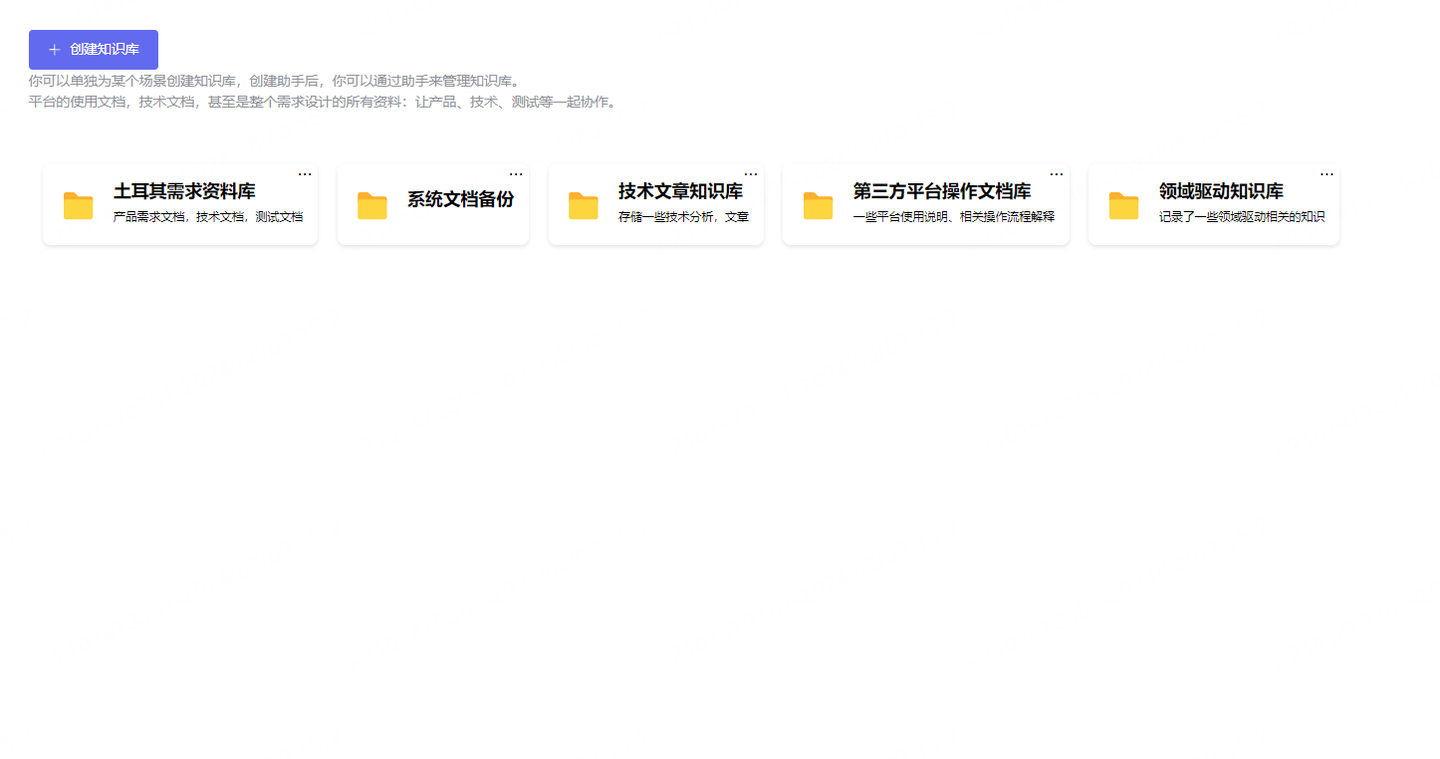 创建知识库
你可以单独为某个场景创建知识库，创建助手后，你可以通过助手来管理知识库。
平台的使用文档，技术文档，甚至是整个需求设计的所有资料：让产品、技术、测试等一起协作。
土耳其需求资料库
产品需求文档，技术文档，测试文档
系统文档备份
技术文章知识库
存储一些技术分析，文章
第三方平台操作文档库
一些平台使用说明、相关操作流程解释
领域驱动知识库
记录了一些领域驱动相关的知识